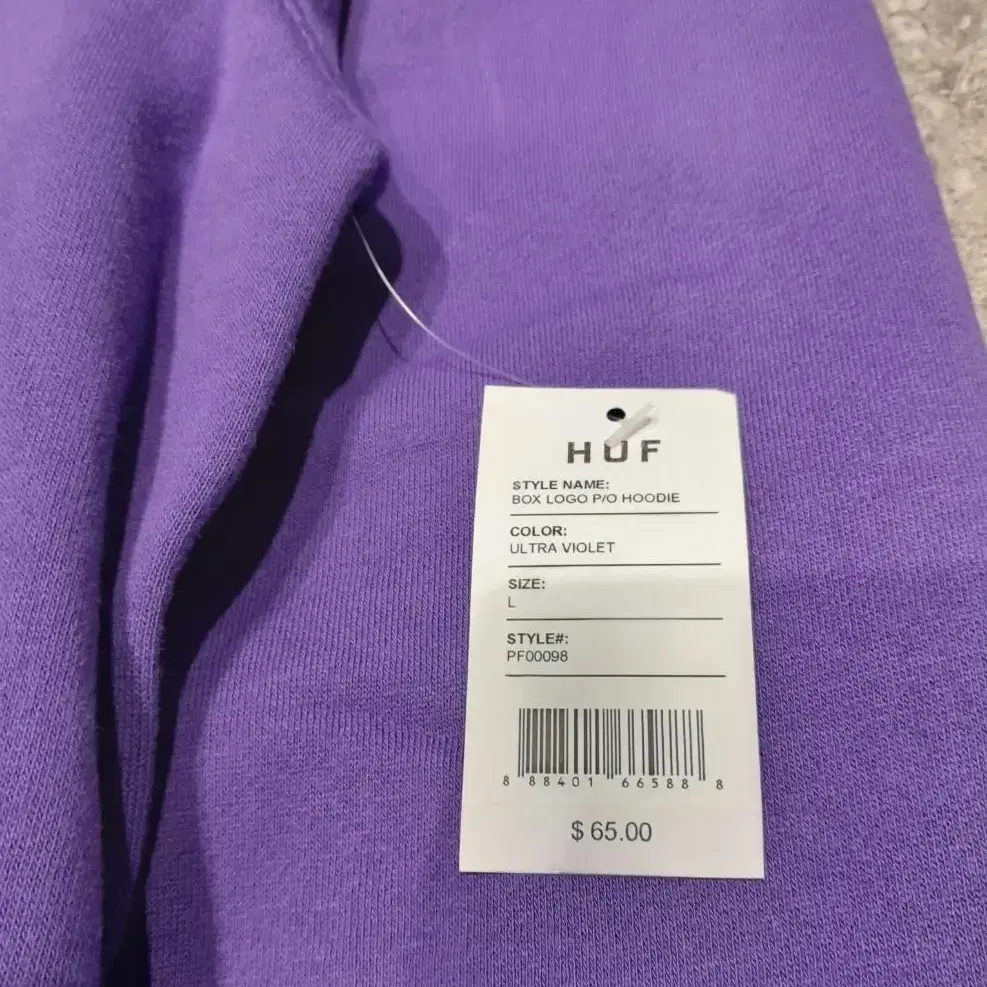 HUF
STYLE NAME:
BOX LOGO P/O HOODIE
COLOR:
ULTRA VIOLET
SIZE:
L
STYLE#:
PF00098
8 88401 66588 8
$ 65.00